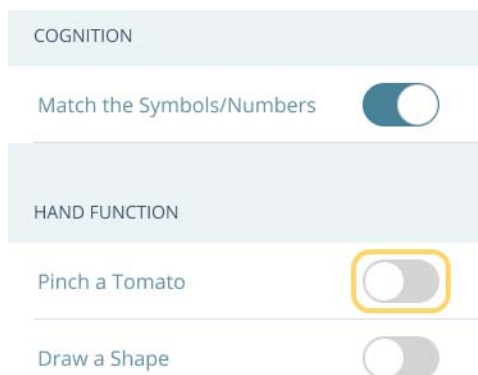 COGNITION
Match the Symbols/Numbers
HAND FUNCTION
Pinch a Tomato
Draw a Shape